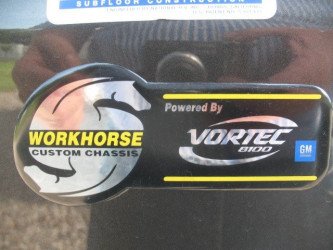 SUBFLOOR CONSTRUCTION
WORKHORSE
CUSTOM CHASSIS
Powered By
VORTEC
8100
GM